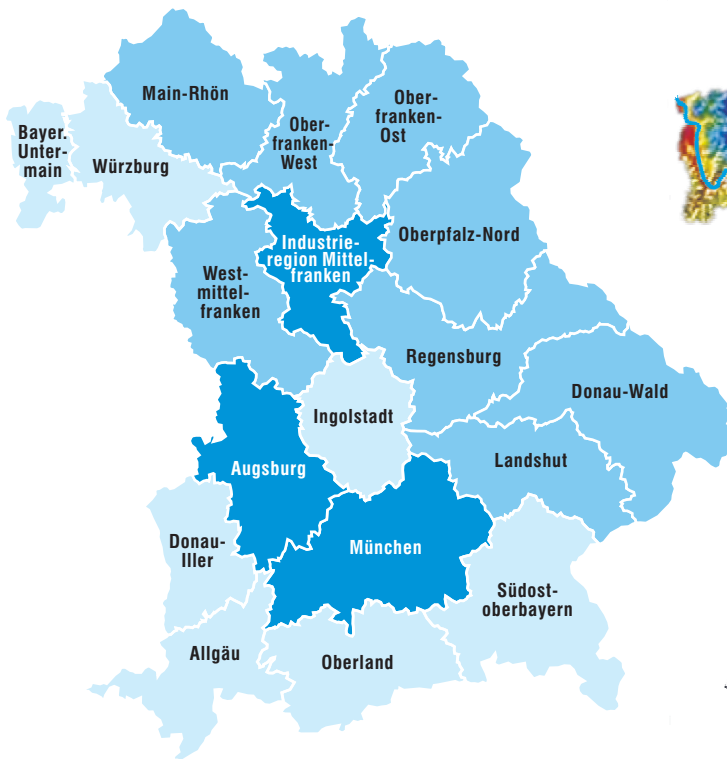 Main-Rhön
Ober-
franken-
West
Ober-
franken-
Ost
Bayer.
Unter-
main
Würzburg
Industrie-
region Mittel-
franken
Oberpfalz-Nord
West-
mittel-
franken
Regensburg
Donau-Wald
Ingolstadt
Landshut
Augsburg
München
Donau-
Iller
Südost-
oberbayern
Allgäu
Oberland